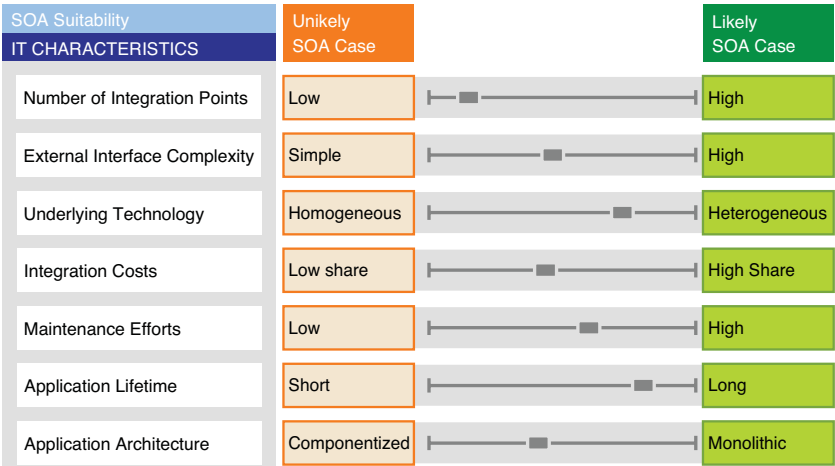 SOA Suitability
IT CHARACTERISTICS
Unikely
SOA Case
Likely
SOA Case
Number of Integration Points
Low
High
External Interface Complexity
Simple
High
Underlying Technology
Homogeneous
Heterogeneous
Integration Costs
Low share
High Share
Maintenance Efforts
Low
High
Application Lifetime
Short
Long
Application Architecture
Componentized
Monolithic